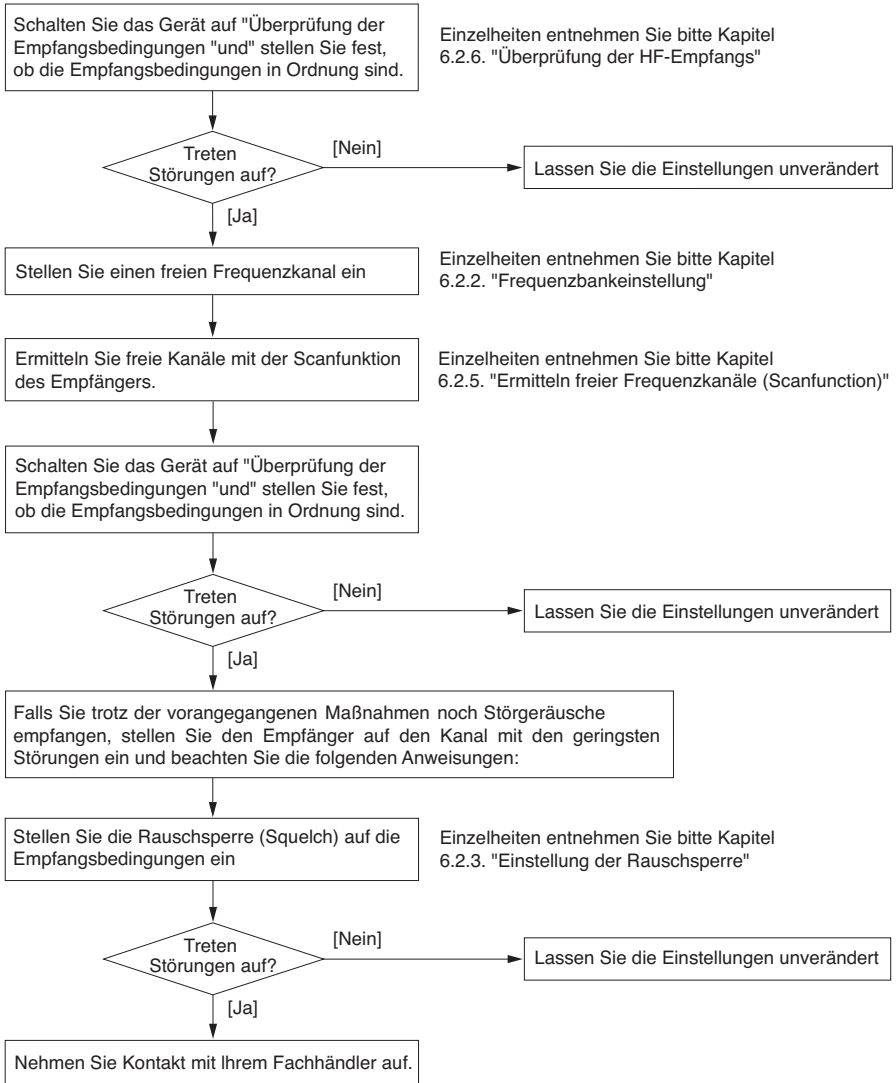 Schalten Sie das Gerät auf "Überprüfung der
Empfangsbedingungen "und" stellen Sie fest,
ob die Empfangsbedingungen in Ordnung sind.
Einzelheiten entnehmen Sie bitte Kapitel
6.2.6. "Überprüfung der HF-Empfangs"
Treten
Störungen auf?
[Nein]
Lassen Sie die Einstellungen unverändert
[Ja]
Stellen Sie einen freien Frequenzkanal ein
Einzelheiten entnehmen Sie bitte Kapitel
6.2.2. "Frequenzbankeinstellung"
Ermitteln Sie freie Kanäle mit der Scanfunktion
des Empfängers.
Einzelheiten entnehmen Sie bitte Kapitel
6.2.5. "Ermitteln freier Frequenzkanäle (Scanfunction)"
Schalten Sie das Gerät auf "Überprüfung der
Empfangsbedingungen "und" stellen Sie fest,
ob die Empfangsbedingungen in Ordnung sind.
Treten
Störungen auf?
[Nein]
Lassen Sie die Einstellungen unverändert
[Ja]
Falls Sie trotz der vorangegangenen Maßnahmen noch Störgeräusche
empfangen, stellen Sie den Empfänger auf den Kanal mit den geringsten
Störungen ein und beachten Sie die folgenden Anweisungen:
Stellen Sie die Rauschsperre (Squelch) auf die
Empfangsbedingungen ein
Einzelheiten entnehmen Sie bitte Kapitel
6.2.3. "Einstellung der Rauschsperre"
Treten
Störungen auf?
[Nein]
Lassen Sie die Einstellungen unverändert
[Ja]
Nehmen Sie Kontakt mit Ihrem Fachhändler auf.